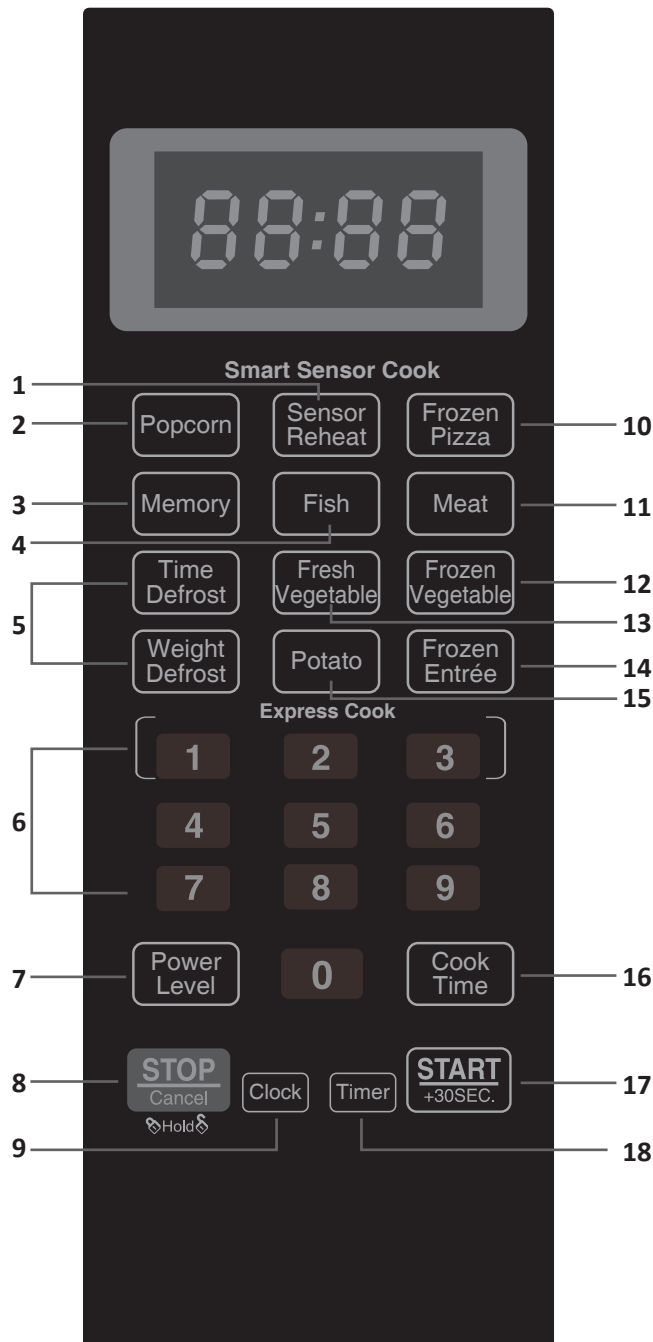 88:88
Smart Sensor Cook
1
2
Popcorn
Sensor
Reheat
Frozen
Pizza
10
3
Memory
Fish
Meat
11
4
Time
Defrost
Fresh
Vegetable
Frozen
Vegetable
12
5
13
Weight
Defrost
Potato
Frozen
Entrée
14
15
Express Cook
1
2
3
6
4
5
6
7
8
9
7
Power
Level
0
Cook
Time
16
8
STOP
Cancel
Hold
Clock
Timer
START
+30SEC.
17
9
18